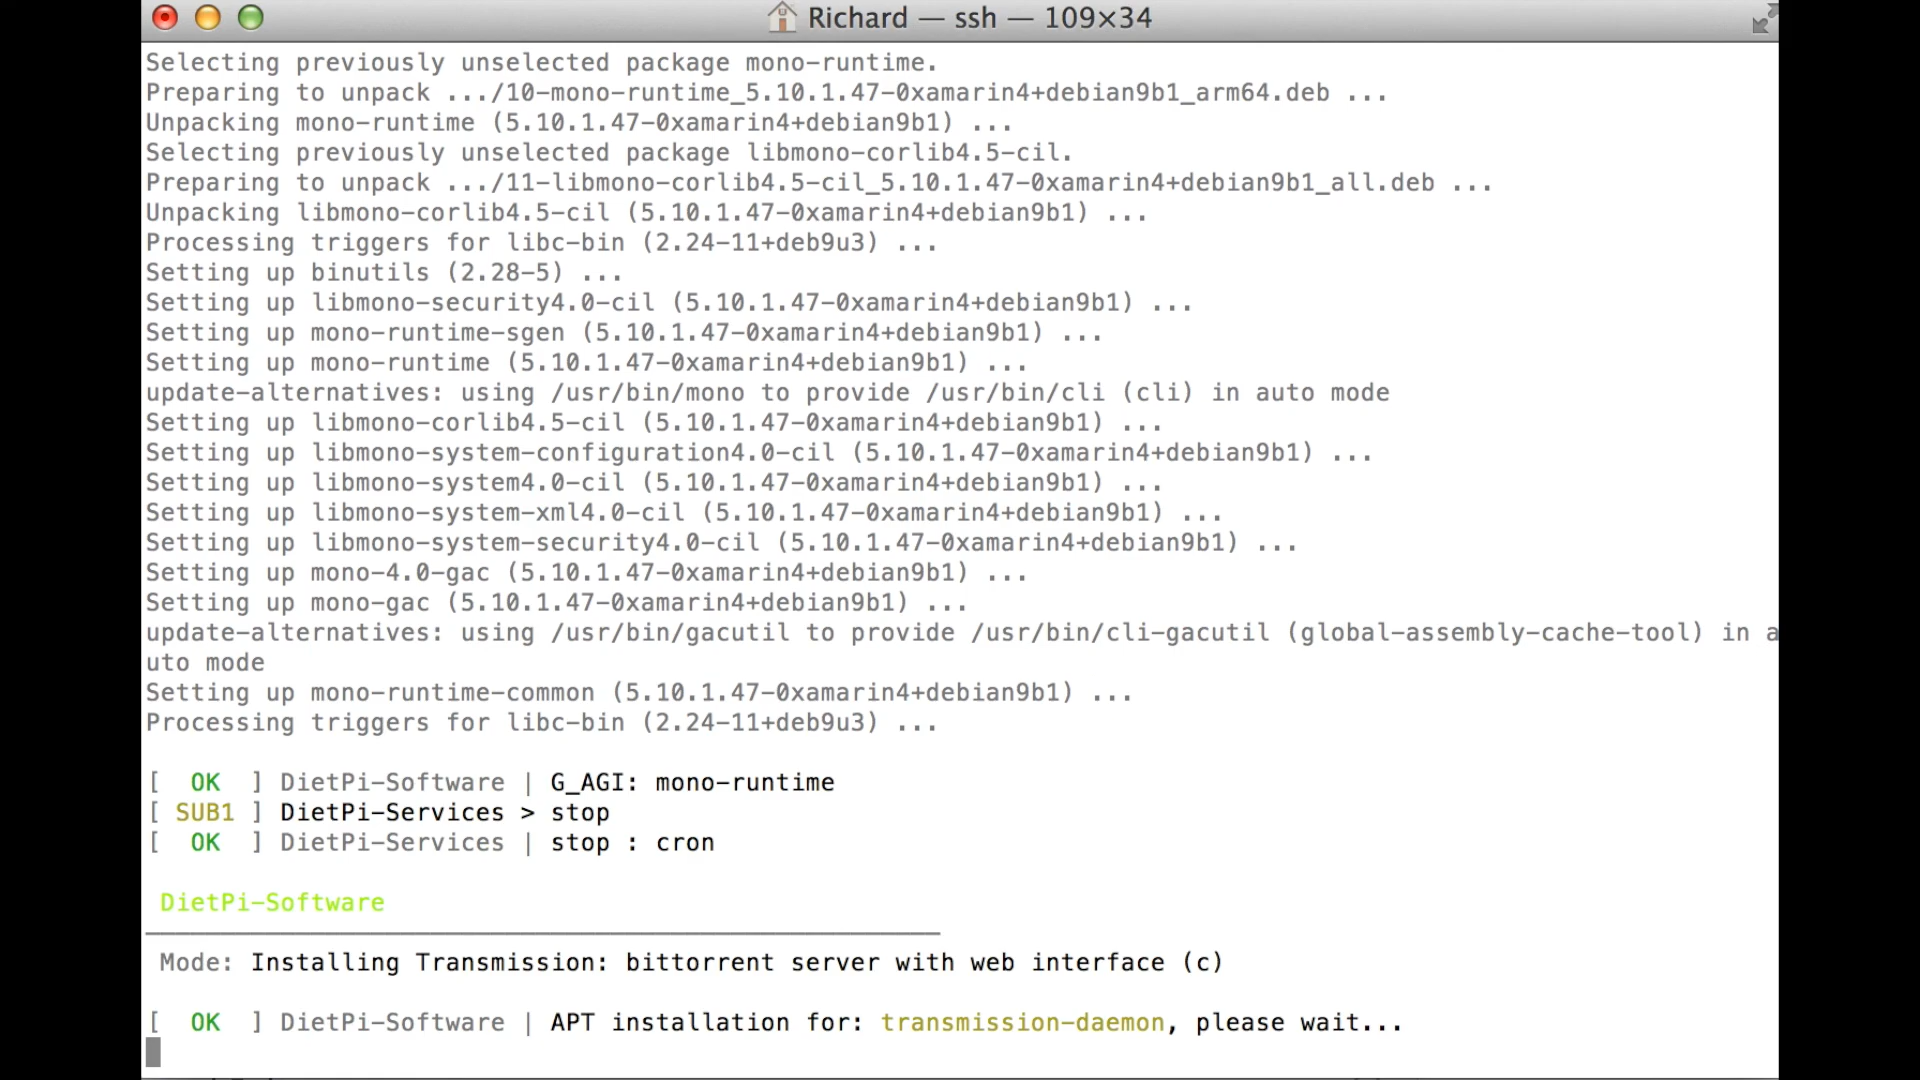 Richard — ssh — 109×34
Selecting previously unselected package mono-runtime.
Preparing to unpack .../10-mono-runtime_5.10.1.47-0xamarin4+debian9b1_arm64.deb ...
Unpacking mono-runtime (5.10.1.47-0xamarin4+debian9b1) ...
Selecting previously unselected package libmono-corlib4.5-cil.
Preparing to unpack .../11-libmono-corlib4.5-cil_5.10.1.47-0xamarin4+debian9b1_all.deb ...
Unpacking libmono-corlib4.5-cil (5.10.1.47-0xamarin4+debian9b1) ...
Processing triggers for libc-bin (2.24-11+deb9u3) ...
Setting up binutils (2.28-5) ...
Setting up libmono-security4.0-cil (5.10.1.47-0xamarin4+debian9b1) ...
Setting up mono-runtime-sgen (5.10.1.47-0xamarin4+debian9b1) ...
Setting up mono-runtime (5.10.1.47-0xamarin4+debian9b1) ...
update-alternatives: using /usr/bin/mono to provide /usr/bin/cli (cli) in auto mode
Setting up libmono-corlib4.5-cil (5.10.1.47-0xamarin4+debian9b1) ...
Setting up libmono-system-configuration4.0-cil (5.10.1.47-0xamarin4+debian9b1) ...
Setting up libmono-system4.0-cil (5.10.1.47-0xamarin4+debian9b1) ...
Setting up libmono-system-xml4.0-cil (5.10.1.47-0xamarin4+debian9b1) ...
Setting up libmono-system-security4.0-cil (5.10.1.47-0xamarin4+debian9b1) ...
Setting up mono-4.0-gac (5.10.1.47-0xamarin4+debian9b1) ...
Setting up mono-gac (5.10.1.47-0xamarin4+debian9b1) ...
update-alternatives: using /usr/bin/gacutil to provide /usr/bin/cli-gacutil (global-assembly-cache-tool) in a
uto mode
Setting up mono-runtime-common (5.10.1.47-0xamarin4+debian9b1) ...
Processing triggers for libc-bin (2.24-11+deb9u3) ...
[  OK  ] DietPi-Software | G_AGI: mono-runtime
[ SUB1 ] DietPi-Services > stop
[  OK  ] DietPi-Services | stop : cron
DietPi-Software
Mode: Installing Transmission: bittorrent server with web interface (c)
[  OK  ] DietPi-Software | APT installation for: transmission-daemon, please wait...